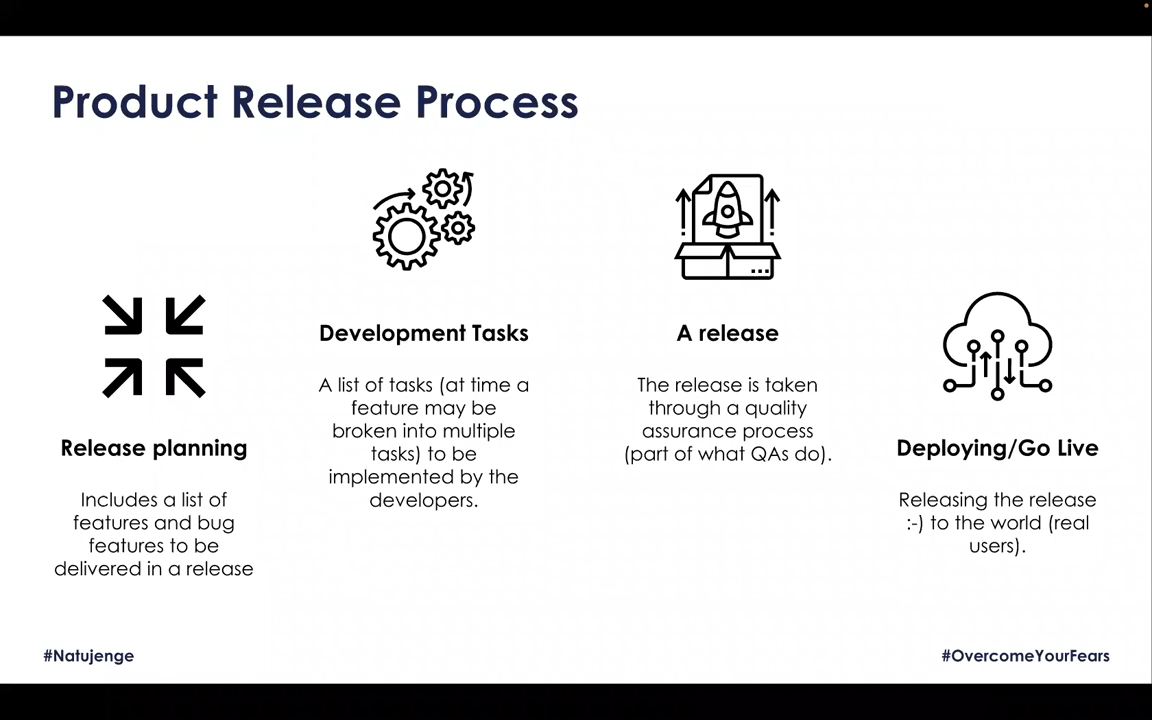 Product Release Process
Release planning
Includes a list of
features and bug
features to be
delivered in a release
Development Tasks
A list of tasks (at time a
feature may be
broken into multiple
tasks) to be
implemented by the
developers.
A release
The release is taken
through a quality
assurance process
(part of what QAs do).
Deploying/Go Live
Releasing the release
:-) to the world (real
users).
#Natujenge
#OvercomeYourFears